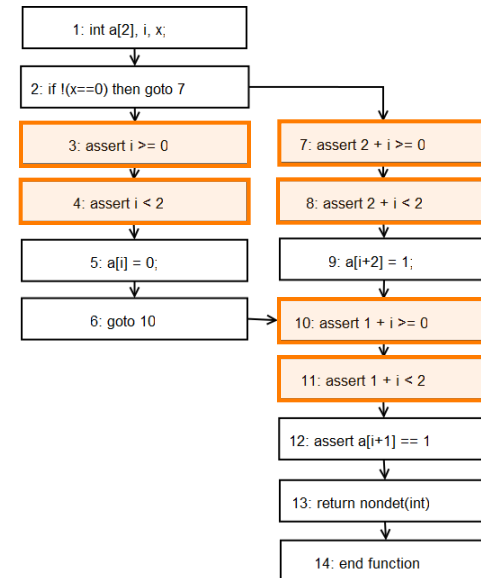 1: int a[2], i, x;
2: if !(x==0) then goto 7
3: assert i >= 0
4: assert i < 2
5: a[i] = 0;
6: goto 10
7: assert 2 + i >= 0
8: assert 2 + i < 2
9: a[i+2] = 1;
10: assert 1 + i >= 0
11: assert 1 + i < 2
12: assert a[i+1] == 1
13: return nondet(int)
14: end function